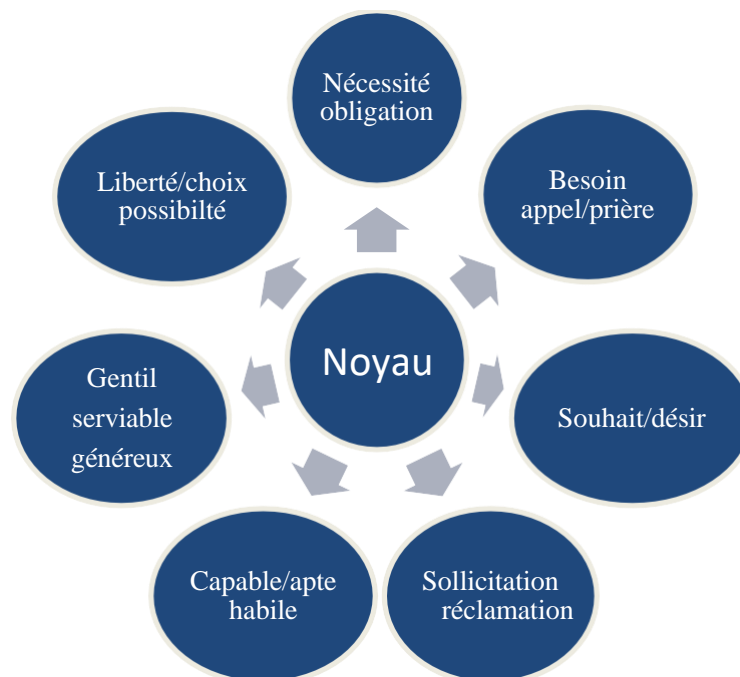 Nécessité
obligation
Besoin
appel/prière
Souhait/désir
Sollicitation
réclamation
Capable/apte
habile
Gentil
serviable
généreux
Liberté/choix
possibilté
Noyau